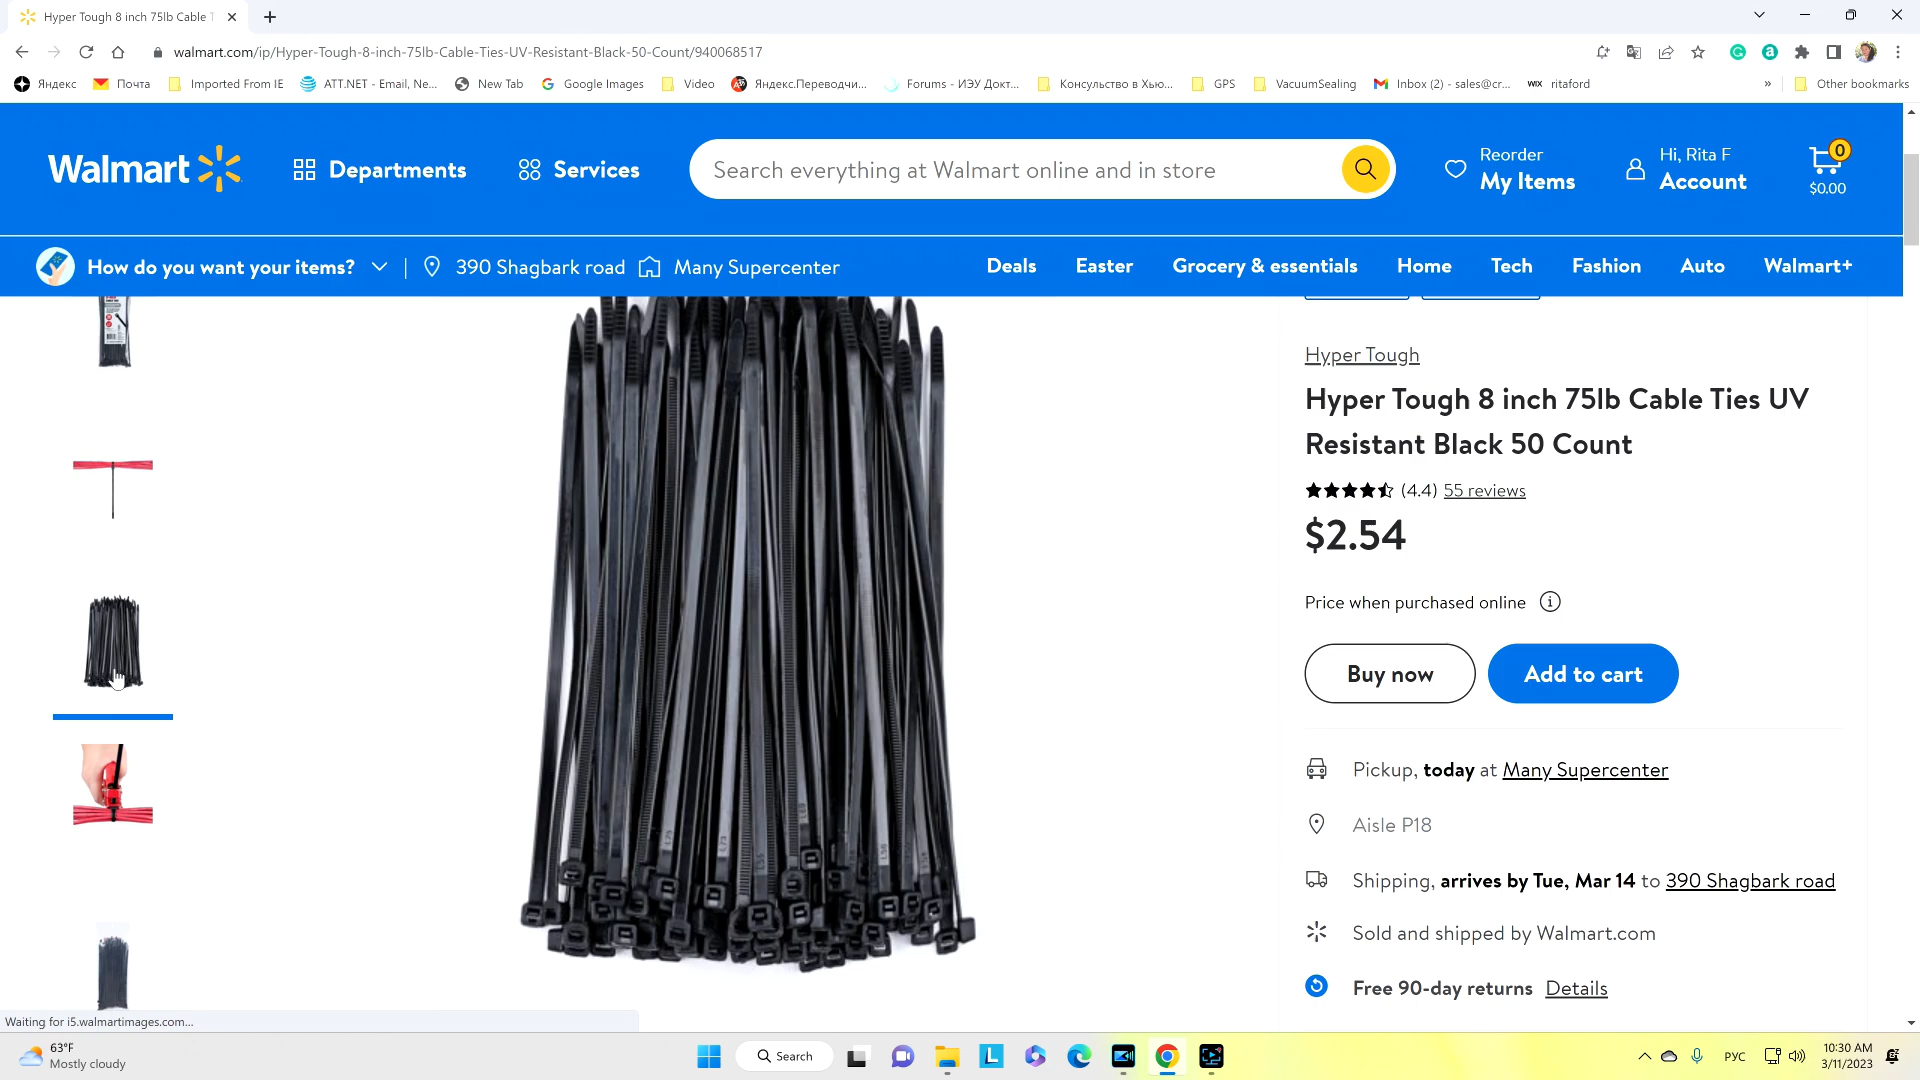 Hyper Tough 8 inch 75lb Cable T
walmart.com/ip/Hyper-Tough-8-inch-75lb-Cable-Ties-UV-Resistant-Black-50-Count/940068517
Яндекс Почта Imported From IE ATT.NET - Email, Ne... New Tab Google Images Video Яндекс.Переводчи... Forums - ИЭУ Докт... Консульство в Хью... GPS VacuumSealing Inbox (2) - sales@cr... WIX ritaford » Other bookmarks
Walmart Departments Services Search everything at Walmart online and in store
Reorder
My Items
Hi, Rita F
Account
0
$0.00
How do you want your items? | 390 Shagbark road Many Supercenter Deals Easter Grocery & essentials Home Tech Fashion Auto Walmart+
Hyper Tough
Hyper Tough 8 inch 75lb Cable Ties UV
Resistant Black 50 Count
(4.4) 55 reviews
$2.54
Price when purchased online
Buy now Add to cart
Pickup, today at Many Supercenter
Aisle P18
Shipping, arrives by Tue, Mar 14 to 390 Shagbark road
Sold and shipped by Walmart.com
Free 90-day returns Details
Waiting for i5.walmartimages.com...
63°F
Mostly cloudy
Search
РУС
10:30 AM
3/11/2023